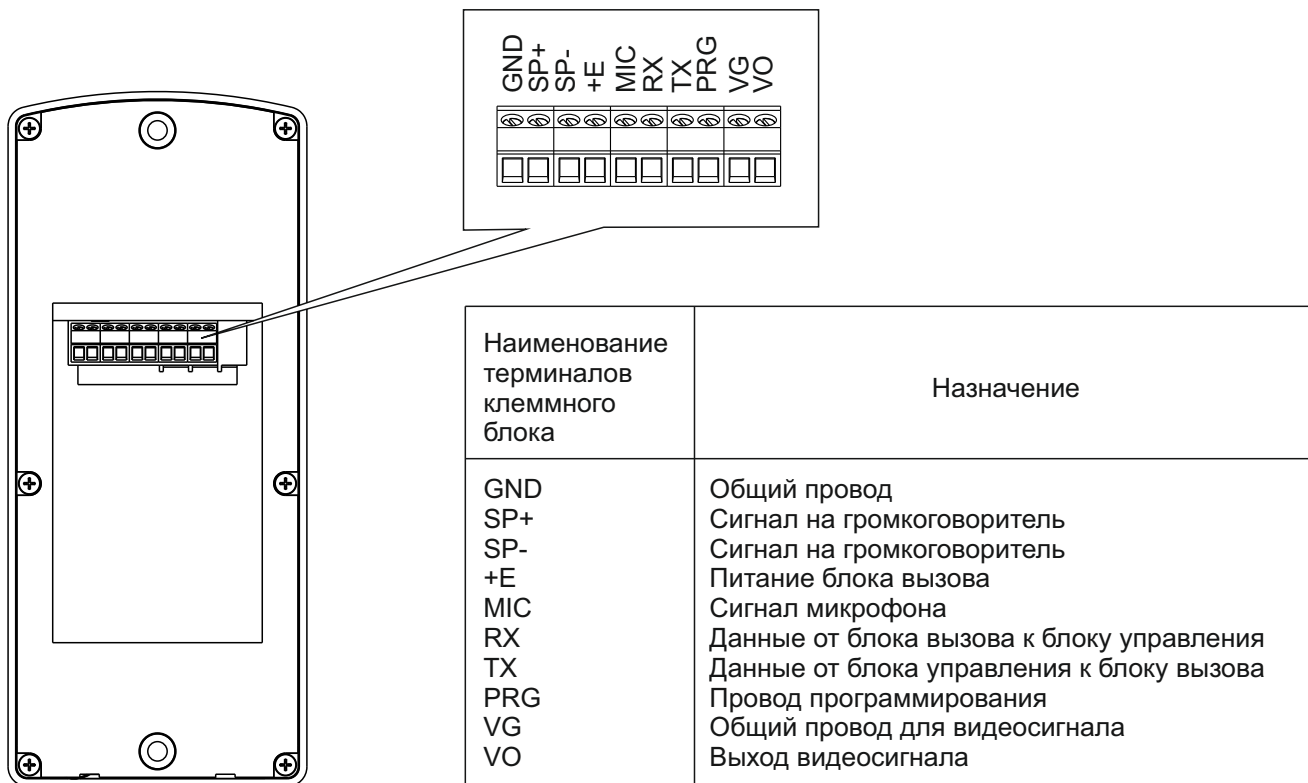 GND
SP+
SP-
+E
MIC
RX
TX
PRG
VG
VO
Наименование
терминалов
клеммного
блока
Назначение
GND Общий провод
SP+ Сигнал на громкоговоритель
SP- Сигнал на громкоговоритель
+E Питание блока вызова
MIC Сигнал микрофона
RX Данные от блока вызова к блоку управления
TX Данные от блока управления к блоку вызова
PRG Провод программирования
VG Общий провод для видеосигнала
VO Выход видеосигнала